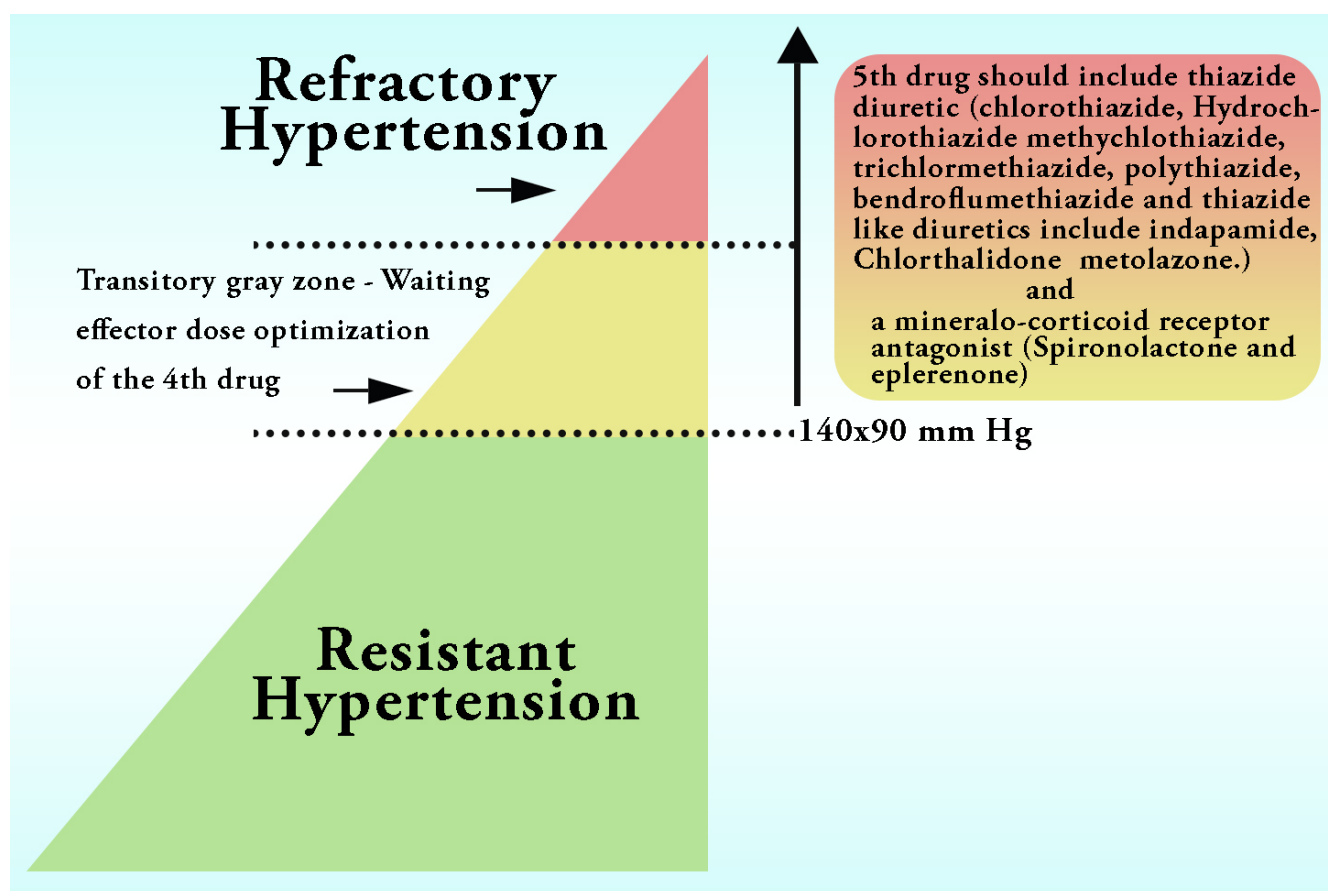 Refractory
Hypertension
Transitory gray zone - Waiting
effector dose optimization
of the 4th drug
5th drug should include thiazide
diuretic (chlorothiazide, Hydroch-
lorothiazide methychlothiazide,
trichlormethiazide, polythiazide,
bendroflumethiazide and thiazide
like diuretics include indapamide,
Chlorthalidone metolazone.)
and
a mineralo-corticoid receptor
antagonist (Spironolactone and
eplerenone)
140x90 mm Hg
Resistant
Hypertension